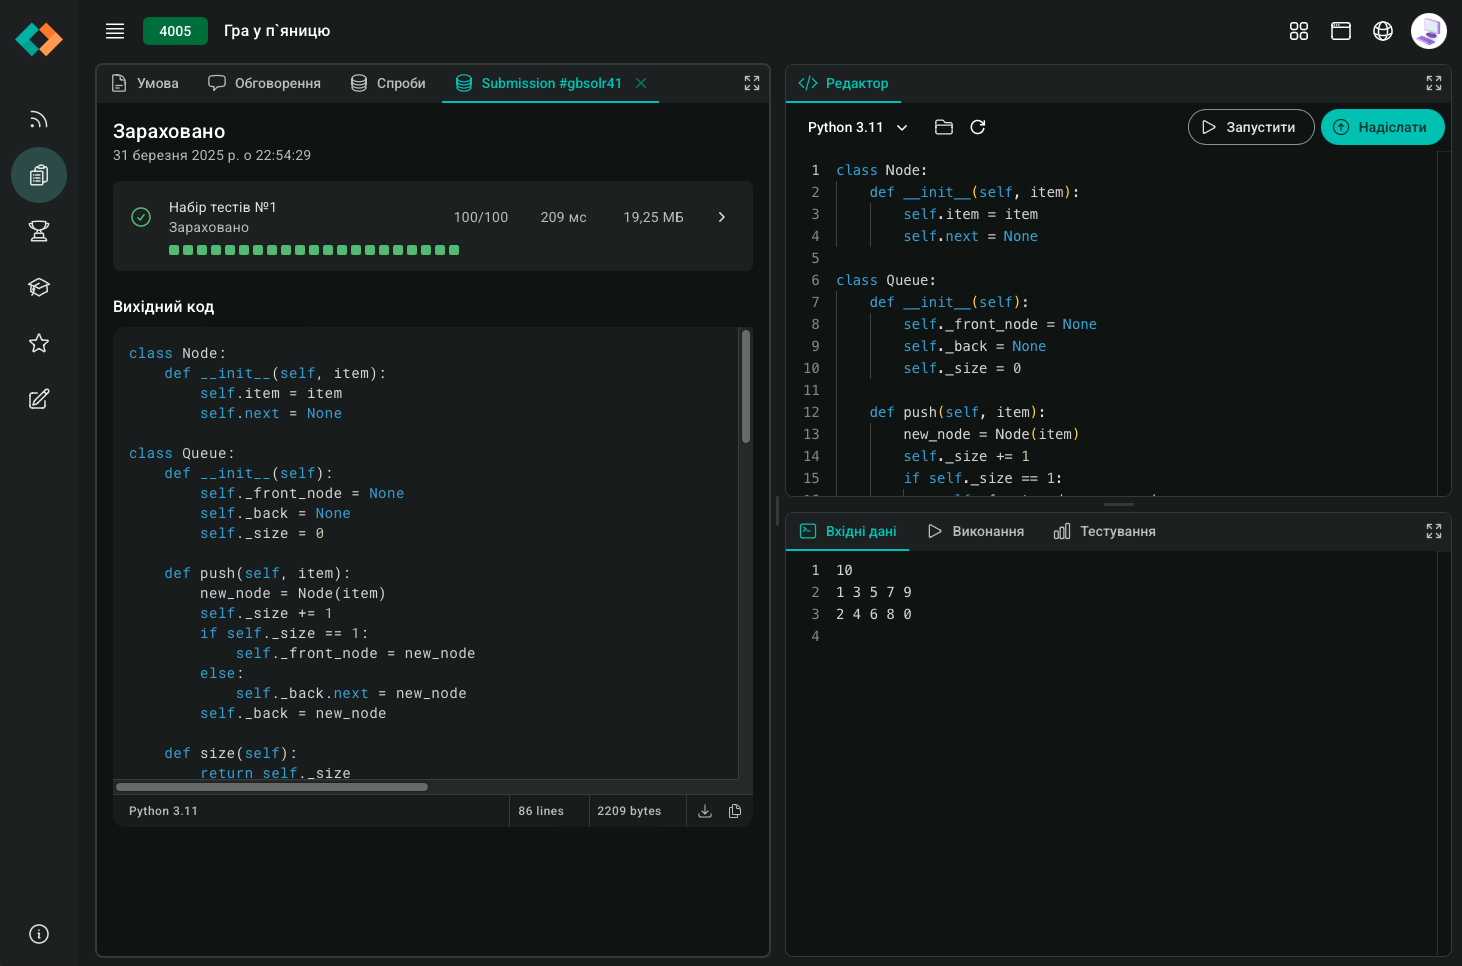 4005 Гра у п`яницю
Умова Обговорення Спроби Submission #gbsolr41
Зараховано
31 березня 2025 р. о 22:54:29
Набір тестів №1
Зараховано
100/100 209 мс 19,25 МБ
Вихідний код
class Node:
    def __init__(self, item):
        self.item = item
        self.next = None
class Queue:
    def __init__(self):
        self._front_node = None
        self._back = None
        self._size = 0
    def push(self, item):
        new_node = Node(item)
        self._size += 1
        if self._size == 1:
            self._front_node = new_node
        else:
            self._back.next = new_node
        self._back = new_node
    def size(self):
        return self._size
Python 3.11 86 lines 2209 bytes
Редактор
Python 3.11 Запустити Надіслати
1 class Node:
2     def __init__(self, item):
3         self.item = item
4         self.next = None
5
6 class Queue:
7     def __init__(self):
8         self._front_node = None
9         self._back = None
10         self._size = 0
11
12     def push(self, item):
13         new_node = Node(item)
14         self._size += 1
15         if self._size == 1:
Вхідні дані Виконання Тестування
1 10
2 1 3 5 7 9
3 2 4 6 8 0
4